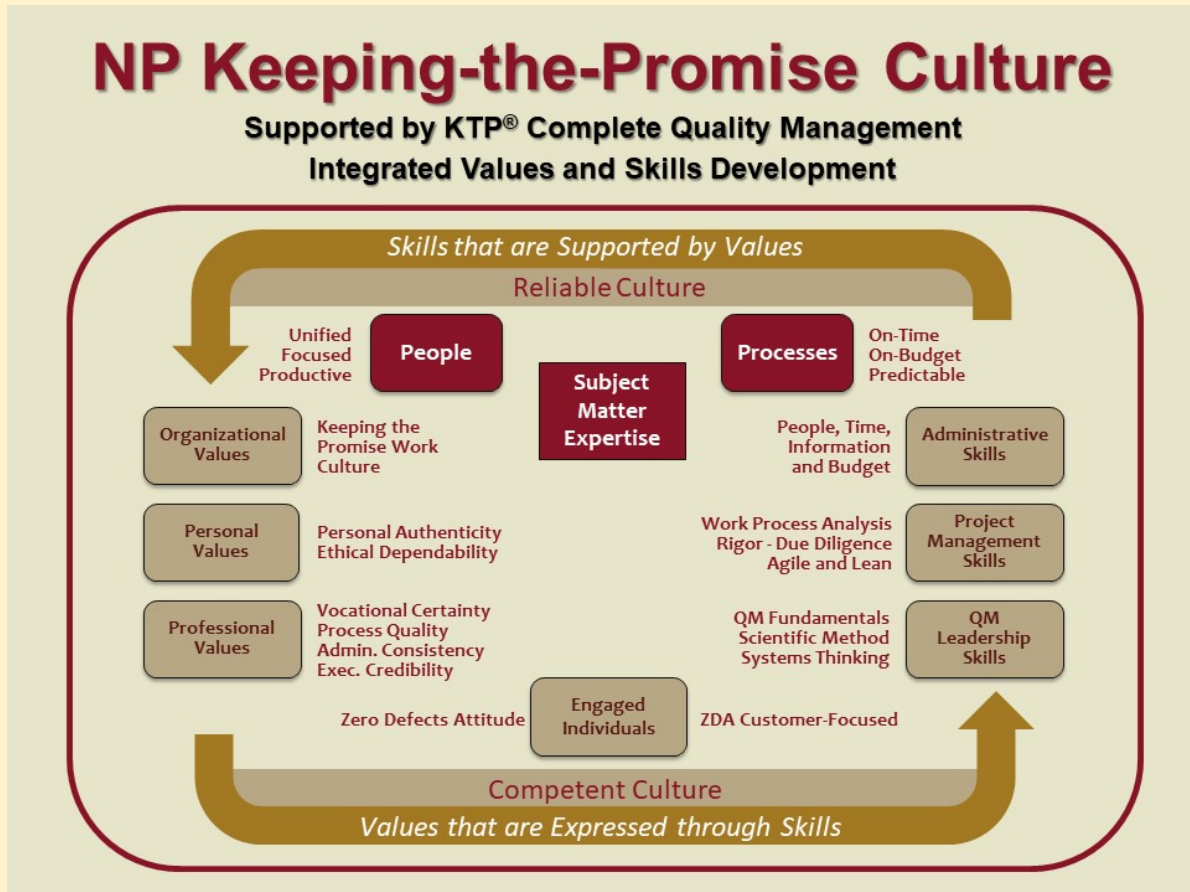 NP Keeping-the-Promise Culture
Supported by KTP® Complete Quality Management
Integrated Values and Skills Development
Skills that are Supported by Values
Reliable Culture
Unified
Focused
Productive
People
Subject
Matter
Expertise
Processes
On-Time
On-Budget
Predictable
Organizational
Values
Keeping the
Promise Work
Culture
People, Time,
Information
and Budget
Administrative
Skills
Personal
Values
Personal Authenticity
Ethical Dependability
Work Process Analysis
Rigor - Due Diligence
Agile and Lean
Project
Management
Skills
Professional
Values
Vocational Certainty
Process Quality
Admin. Consistency
Exec. Credibility
QM Fundamentals
Scientific Method
Systems Thinking
QM
Leadership
Skills
Zero Defects Attitude
Engaged
Individuals
ZDA Customer-Focused
Competent Culture
Values that are Expressed through Skills